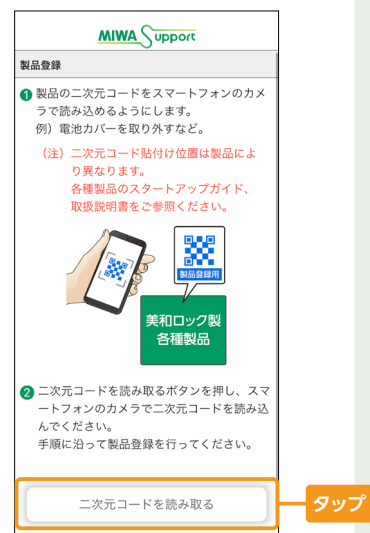 MIWA Support
製品登録
1 製品の二次元コードをスマートフォンのカメ
ラで読み込めるようにします。
例）電池カバーを取り外すなど。
（注）二次元コード貼付け位置は製品によ
り異なります。
各種製品のスタートアップガイド、
取扱説明書をご参照ください。
製品登録用
美和ロック製
各種製品
2 二次元コードを読み取るボタンを押し、スマ
ートフォンのカメラで二次元コードを読み込
んでください。
手順に沿って製品登録を行ってください。
二次元コードを読み取る
タップ